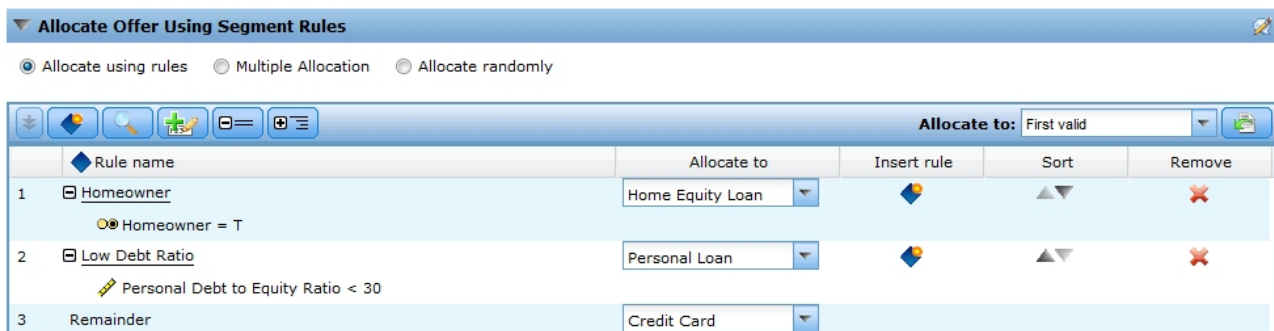 Allocate Offer Using Segment Rules
Allocate using rules Multiple Allocation Allocate randomly
Allocate to: First valid
Rule name Allocate to Insert rule Sort Remove
1 Homeowner Home Equity Loan
Homeowner = T
2 Low Debt Ratio Personal Loan
Personal Debt to Equity Ratio < 30
3 Remainder Credit Card